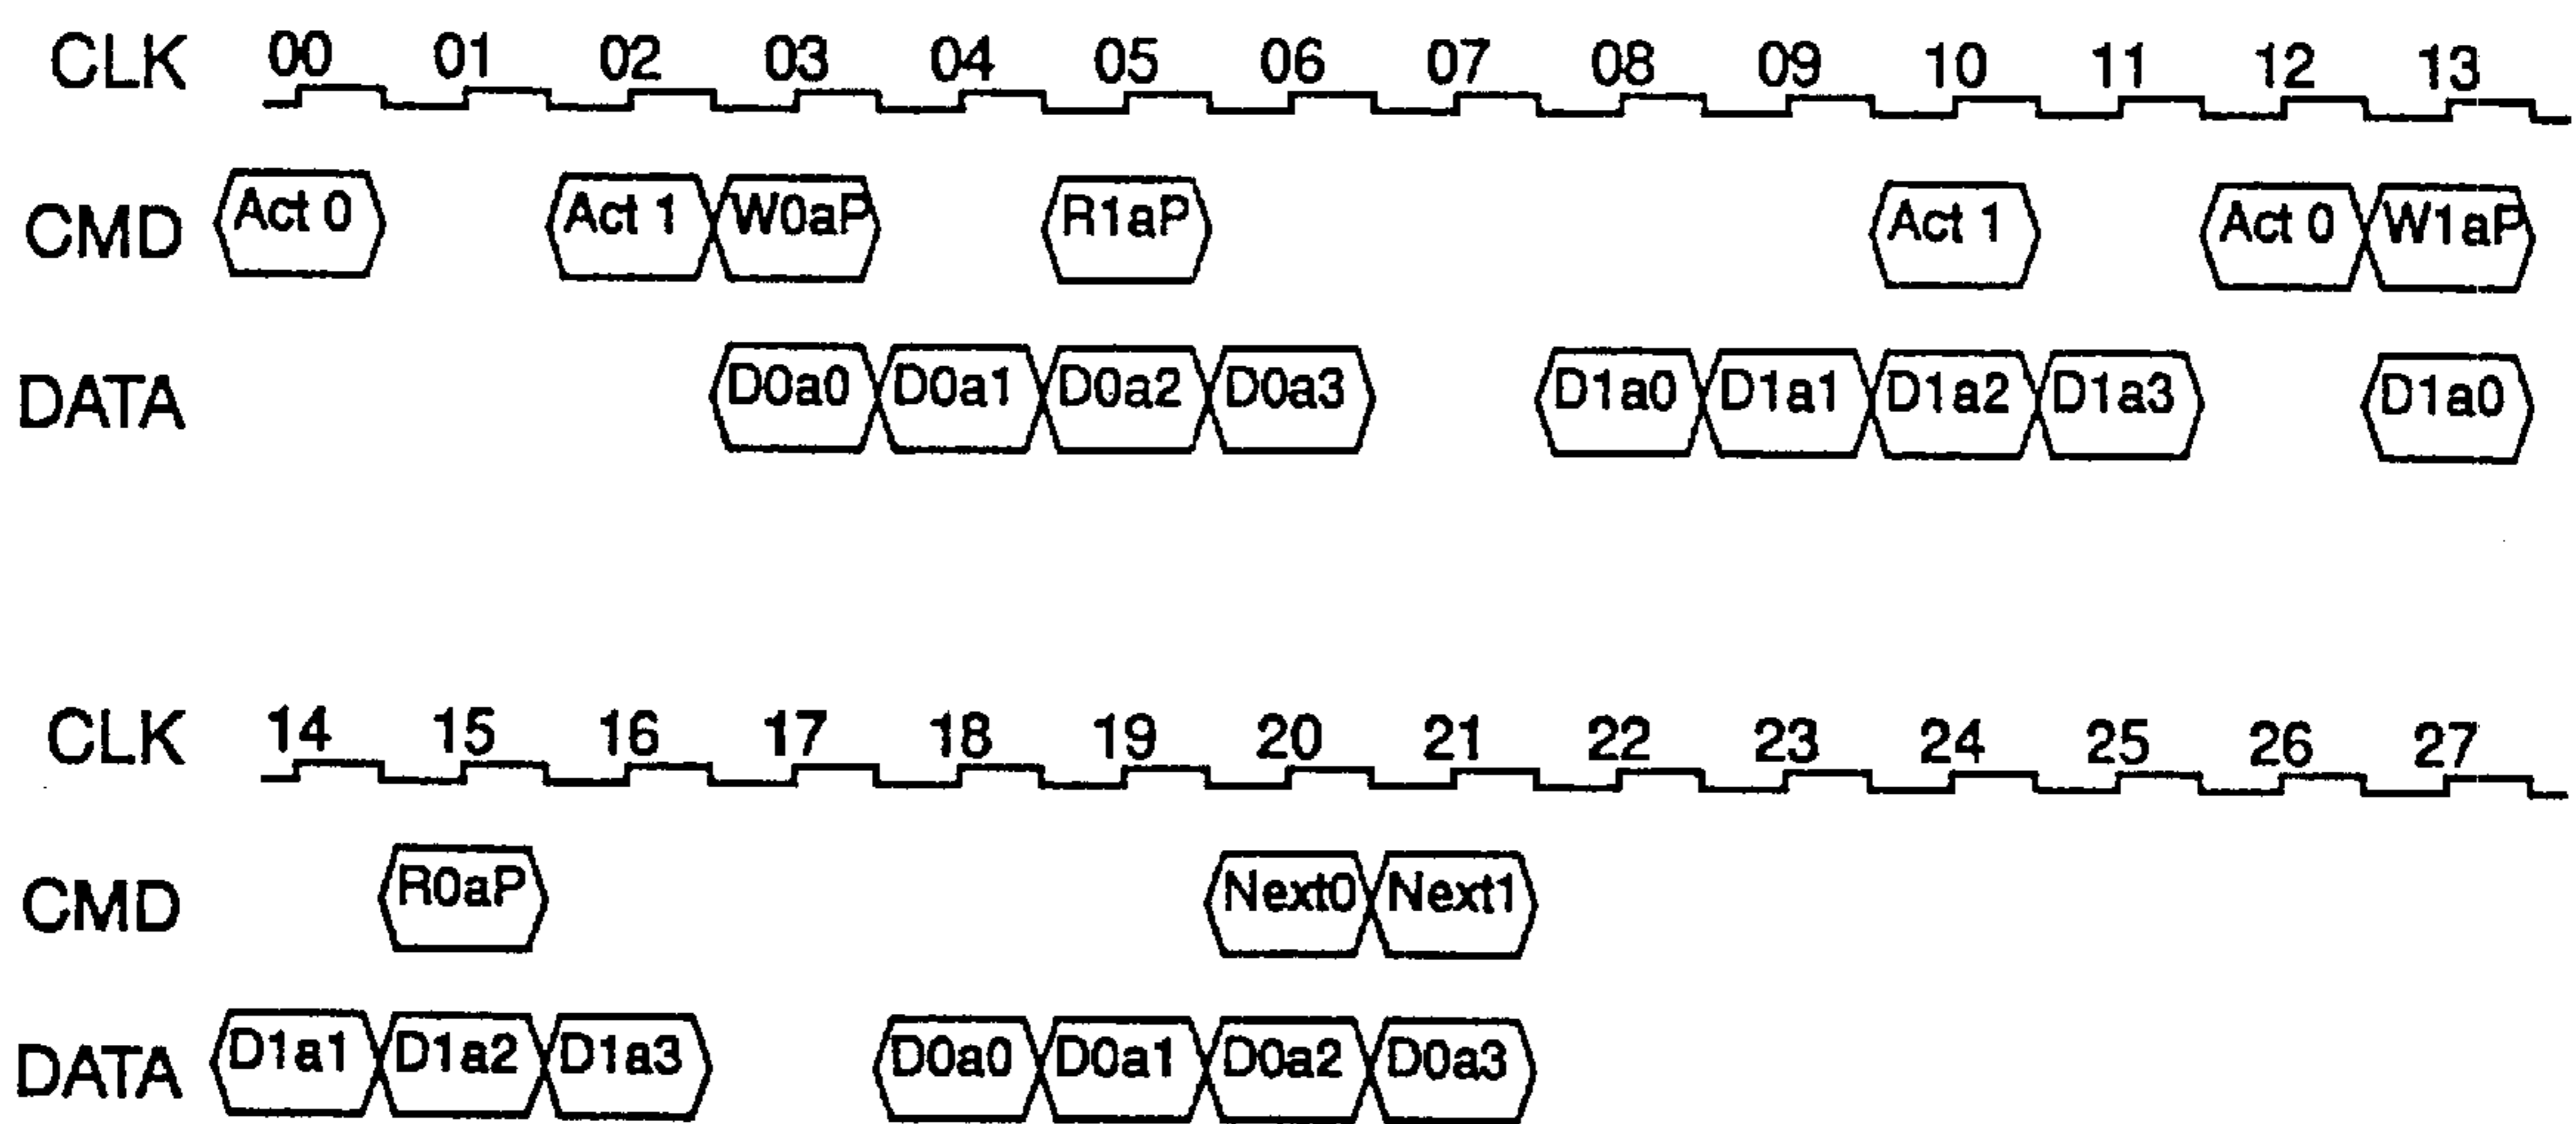 CLK 00 01 02 03 04 05 06 07 08 09 10 11 12 13
CMD Act 0 Act 1 W0aP R1aP Act 1 Act 0 W1aP
DATA D0a0 D0a1 D0a2 D0a3 D1a0 D1a1 D1a2 D1a3 D1a0
CLK 14 15 16 17 18 19 20 21 22 23 24 25 26 27
CMD R0aP Next0 Next1
DATA D1a1 D1a2 D1a3 D0a0 D0a1 D0a2 D0a3